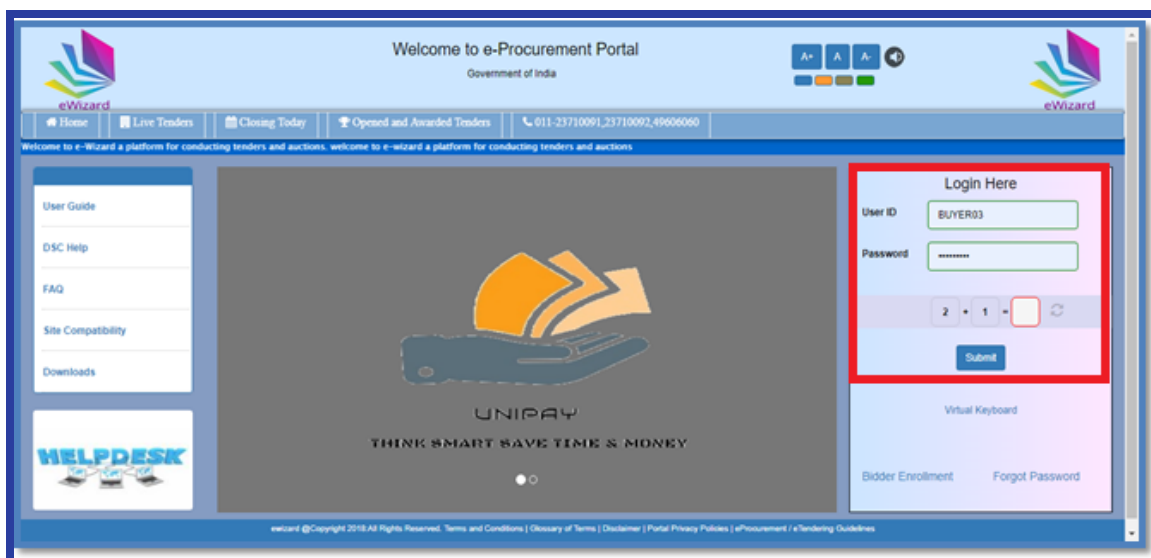 Welcome to e-Procurement Portal
Government of India
A+ A A-
eWizard
eWizard
Home Live Tenders Closing Today Opened and Awarded Tenders 011-23710091,23710092,49606060
Welcome to e-Wizard a platform for conducting tenders and auctions. welcome to e-wizard a platform for conducting tenders and auctions
User Guide
DSC Help
FAQ
Site Compatibility
Downloads
HELPDESK
UNIPAY
THINK SMART SAVE TIME & MONEY
Login Here
User ID BUYER03
Password ·········
2 + 1 =
Submit
Virtual Keyboard
Bidder Enrollment Forgot Password
ewizard @Copyright 2018.All Rights Reserved. Terms and Conditions | Glossary of Terms | Disclaimer | Portal Privacy Policies | eProcurement / eTendering Guidelines